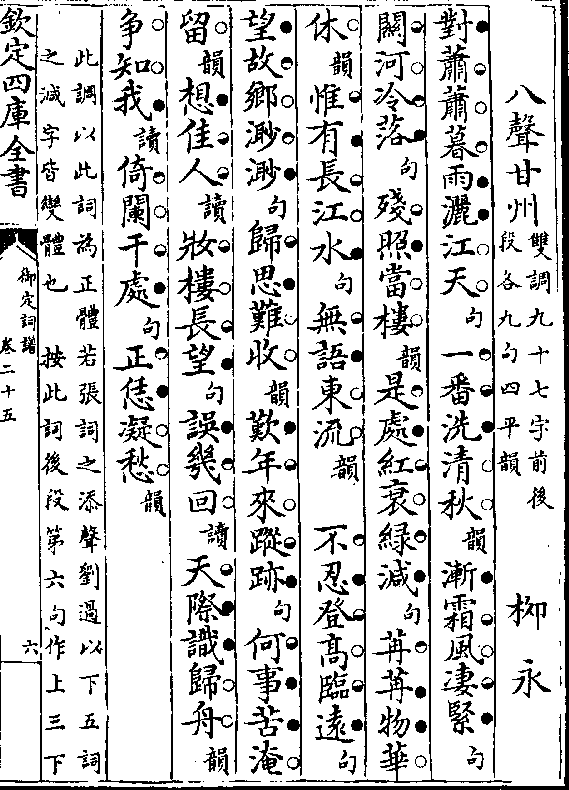 八聲甘州 雙調九十七字前後段各九句四平韻 柳永
對蕭蕭暮雨灑江天句一番洗清秋韻漸霜風凄緊句
關河冷落句殘照當樓韻是處紅衰緑減句苒苒物華
休韻惟有長江水句無語東流韻 不忍登高臨遠句
望故鄉渺渺句歸思難收韻歎年來蹤跡句何事苦淹
留韻想佳人讀妝樓長望句誤幾回讀天際識歸舟韻
争知我讀倚闌干處句正恁凝愁韻
此調以此詞為正體若張詞之添聲劉過以下五詞
之減字皆變體也 按此詞後段第六句作上三下
欽定四庫全書 御定詞譜 卷二十五 六